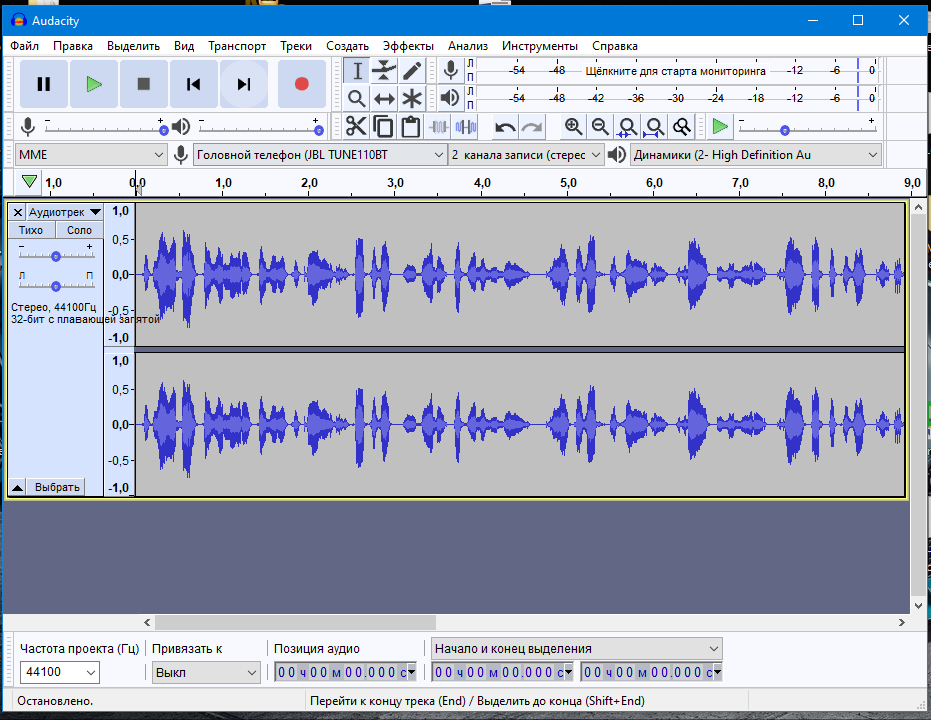 Audacity
Файл Правка Выделить Вид Транспорт Треки Создать Эффекты Анализ Инструменты Справка
Л П -54 -48 Щёлкните для старта мониторинга -12 -6 0
Л П -54 -48 -42 -36 -30 -24 -18 -12 -6 0
MME Головной телефон (JBL TUNE110BT 2 канала записи (стерео Динамики (2- High Definition Au
1,0 0,0 1,0 2,0 3,0 4,0 5,0 6,0 7,0 8,0 9,0
Аудиотрек 1,0
Тихо Соло
0,5
Л П
0,0
Стерео, 44100Гц
-0,5
32-бит с плавающей запятой
-1,0
1,0
0,5
0,0
-0,5
Выбрать -1,0
Частота проекта (Гц) Привязать к Позиция аудио Начало и конец выделения
44100 Выкл 00 ч 00 м 00.000 с 00 ч 00 м 00.000 с 00 ч 00 м 00.000 с
Остановлено. Перейти к концу трека (End) / Выделить до конца (Shift+End)